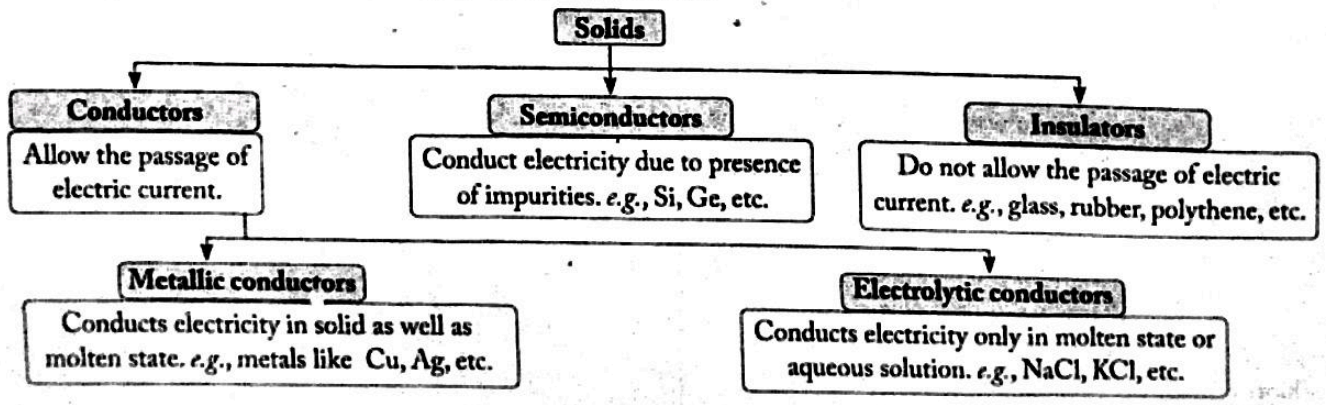 Solids
Conductors
Allow the passage of
electric current.
Semiconductors
Conduct electricity due to presence
of impurities. e.g., Si, Ge, etc.
Insulators
Do not allow the passage of electric
current. e.g., glass, rubber, polythene, etc.
Metallic conductors
Conducts electricity in solid as well as
molten state. e.g., metals like Cu, Ag, etc.
Electrolytic conductors
Conducts electricity only in molten state or
aqueous solution. e.g., NaCl, KCl, etc.